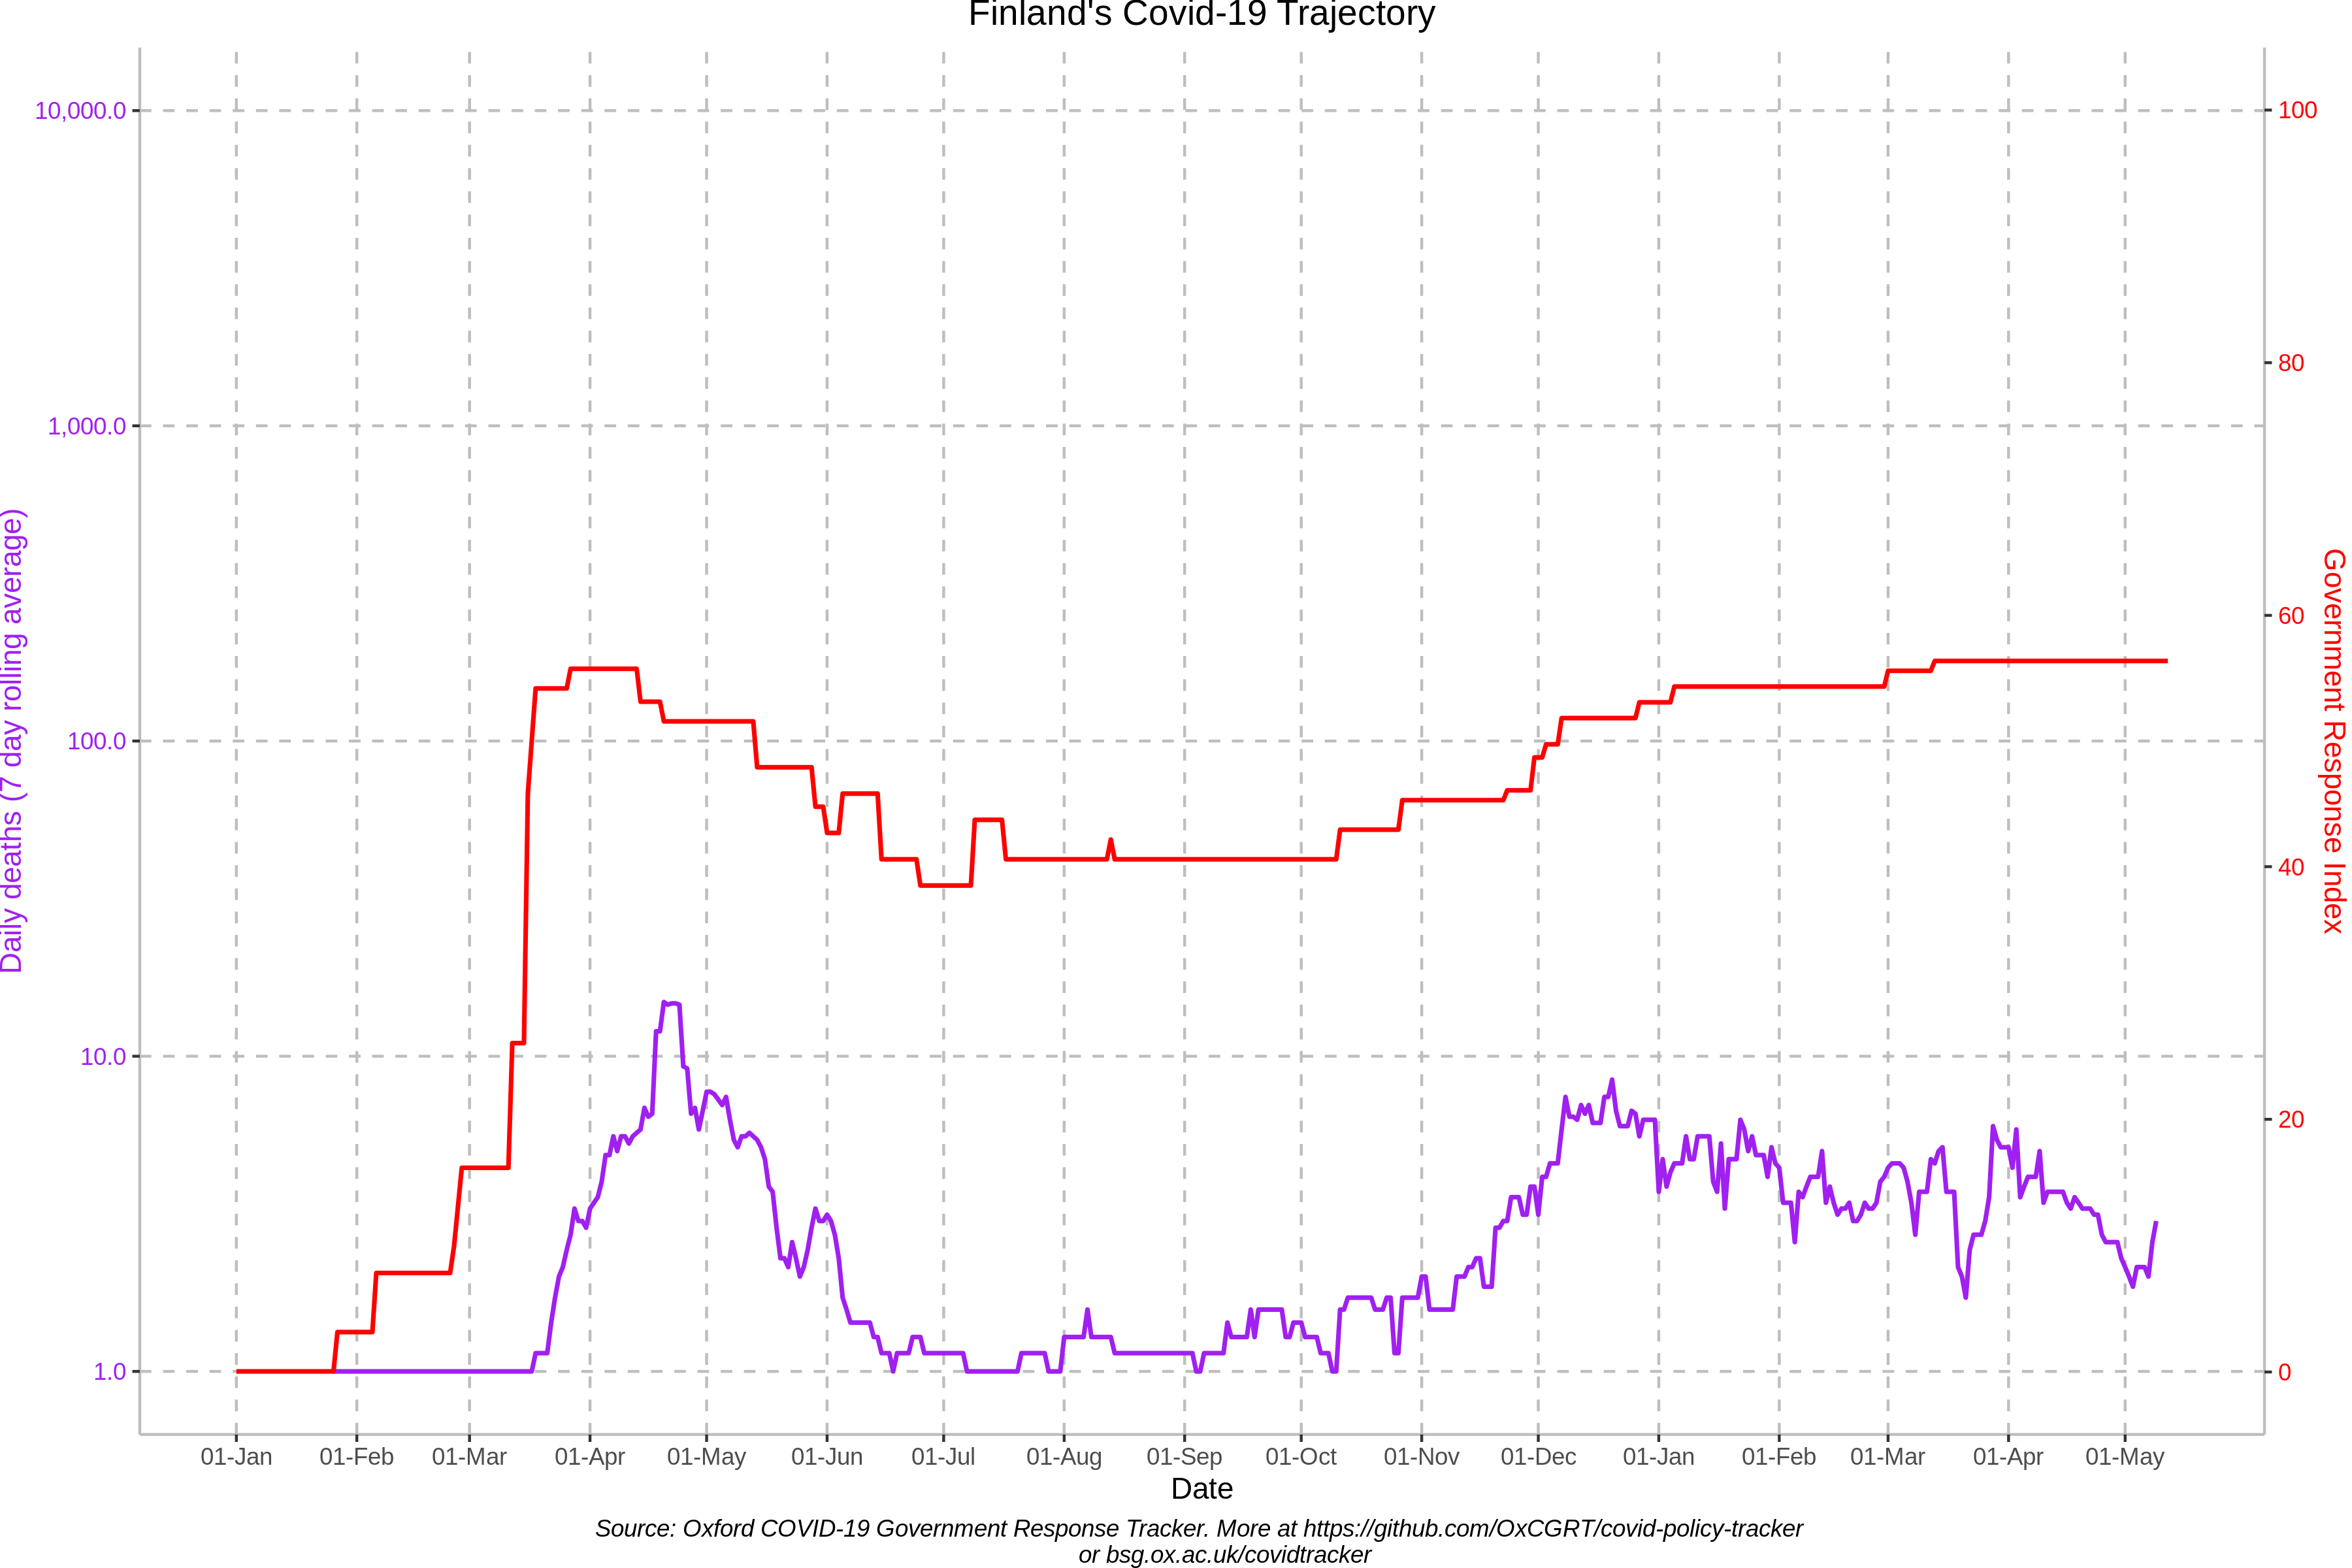 Finland's Covid-19 Trajectory
10,000.0
1,000.0
100.0
10.0
1.0
Daily deaths (7 day rolling average)
100
80
60
40
20
0
Government Response Index
01-Jan 01-Feb 01-Mar 01-Apr 01-May 01-Jun 01-Jul 01-Aug 01-Sep 01-Oct 01-Nov 01-Dec 01-Jan 01-Feb 01-Mar 01-Apr 01-May
Date
Source: Oxford COVID-19 Government Response Tracker. More at https://github.com/OxCGRT/covid-policy-tracker
or bsg.ox.ac.uk/covidtracker